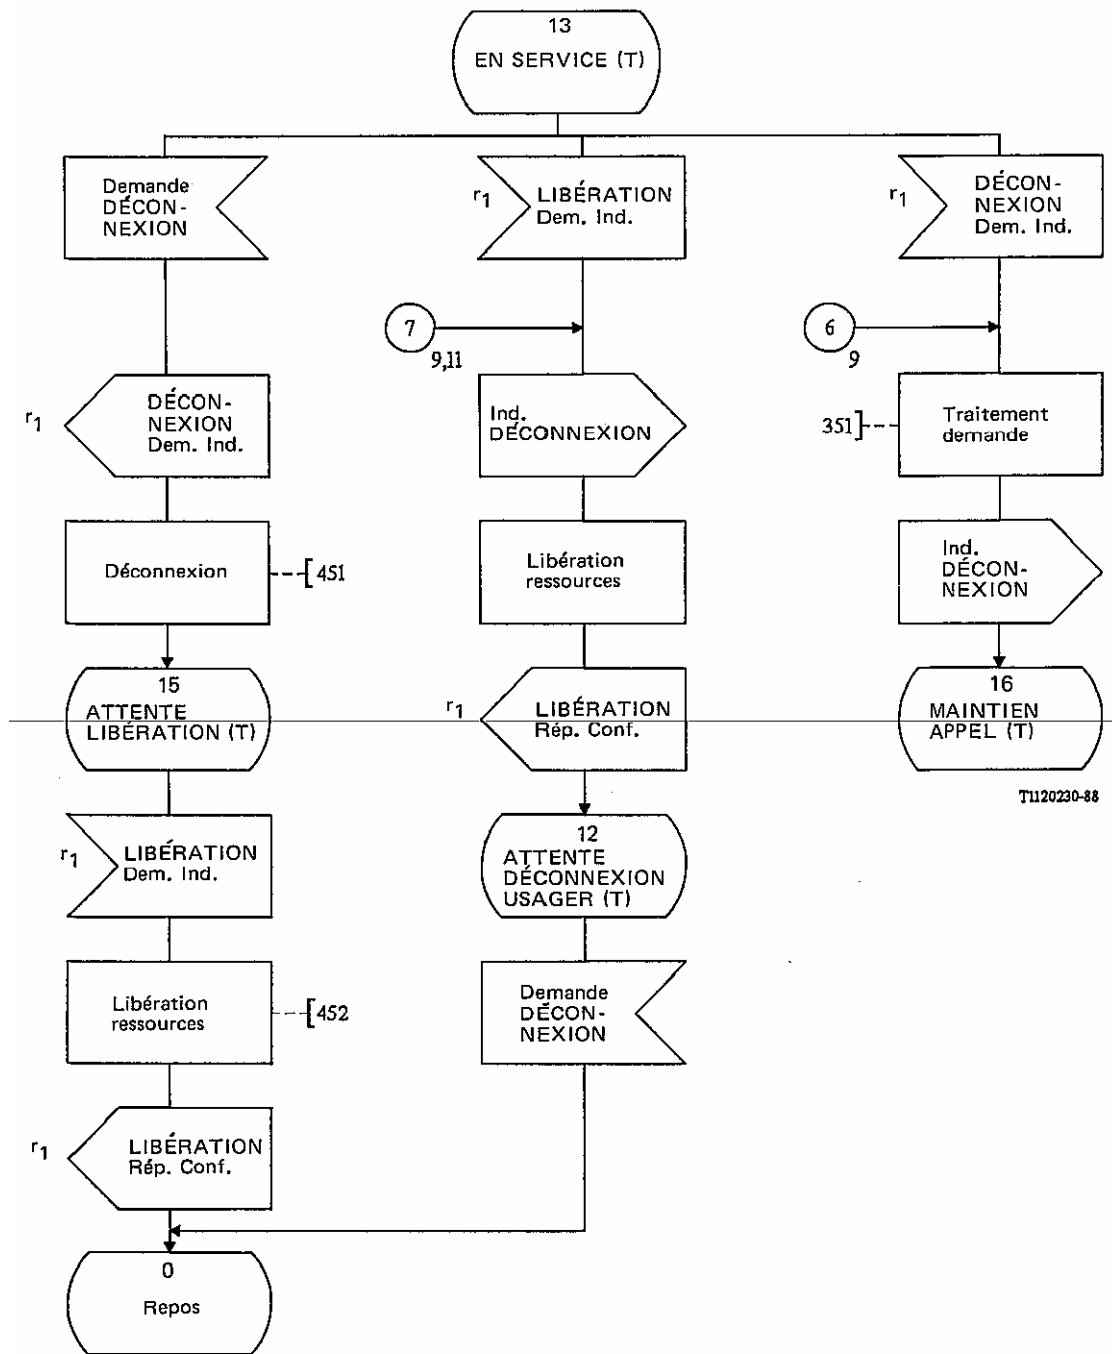 13
EN SERVICE (T)
Demande
DÉCON-
NEXION
r1
LIBÉRATION
Dem. Ind.
r1
DÉCON-
NEXION
Dem. Ind.
7
9,11
6
9
r1
DÉCON-
NEXION
Dem. Ind.
Ind.
DÉCONNEXION
351
Traitement
demande
Déconnexion
451
Libération
ressources
Ind.
DÉCON-
NEXION
15
ATTENTE
LIBÉRATION (T)
r1
LIBÉRATION
Rép. Conf.
16
MAINTIEN
APPEL (T)
T1120230-88
r1
LIBÉRATION
Dem. Ind.
12
ATTENTE
DÉCONNEXION
USAGER (T)
Libération
ressources
452
Demande
DÉCON-
NEXION
r1
LIBÉRATION
Rép. Conf.
0
Repos